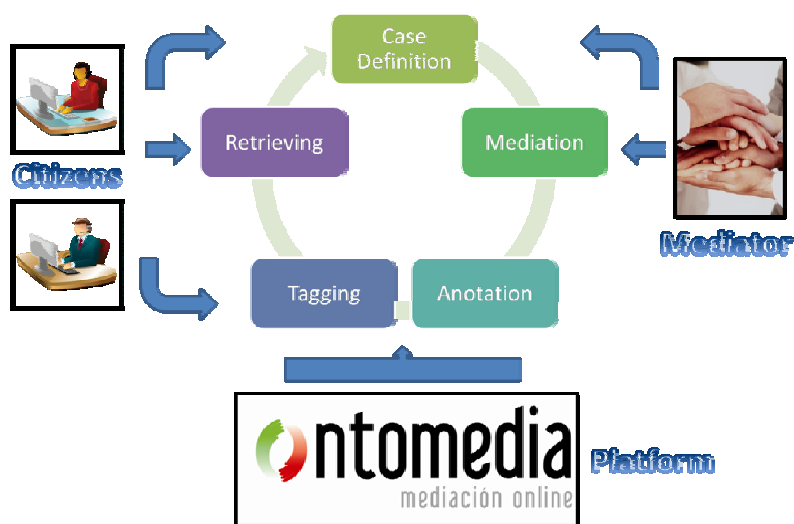 Case
Definition
Citizens
Retrieving
Mediation
Mediator
Tagging
Anotation
ntomedia
mediación online
Platform